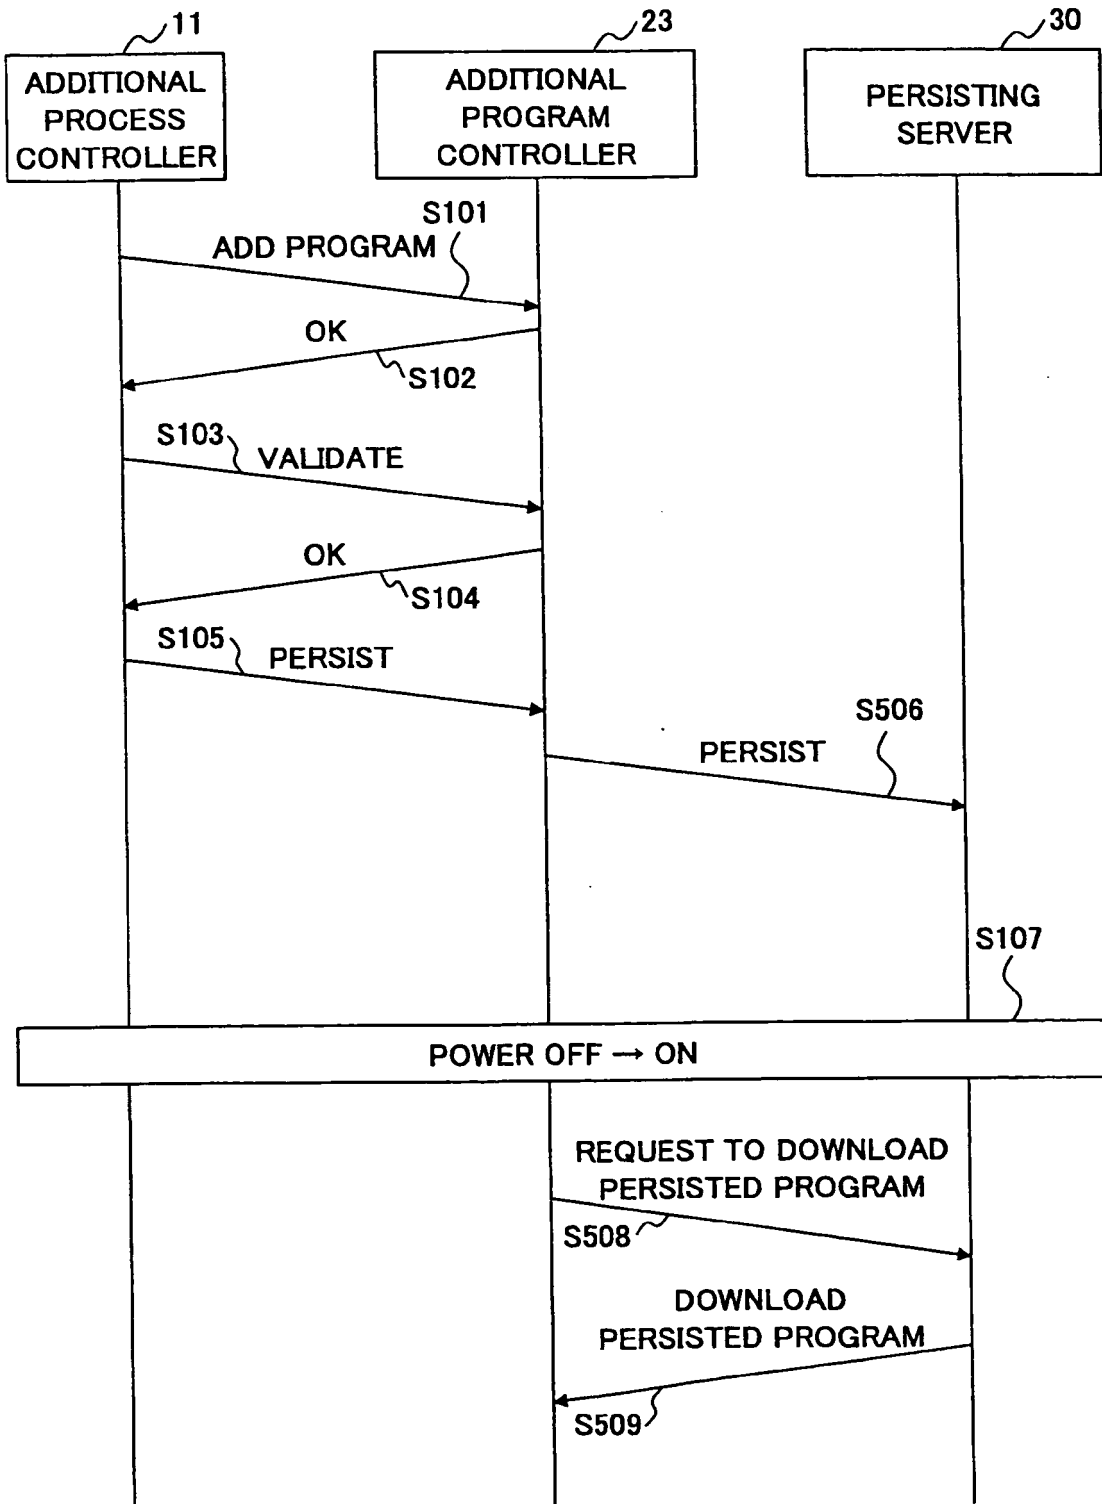 11
23
30
ADDITIONAL
PROCESS
CONTROLLER
ADDITIONAL
PROGRAM
CONTROLLER
PERSISTING
SERVER
S101
ADD PROGRAM
OK
S102
S103
VALIDATE
OK
S104
S105
PERSIST
S506
PERSIST
S107
POWER OFF → ON
REQUEST TO DOWNLOAD
PERSISTED PROGRAM
S508
DOWNLOAD
PERSISTED PROGRAM
S509